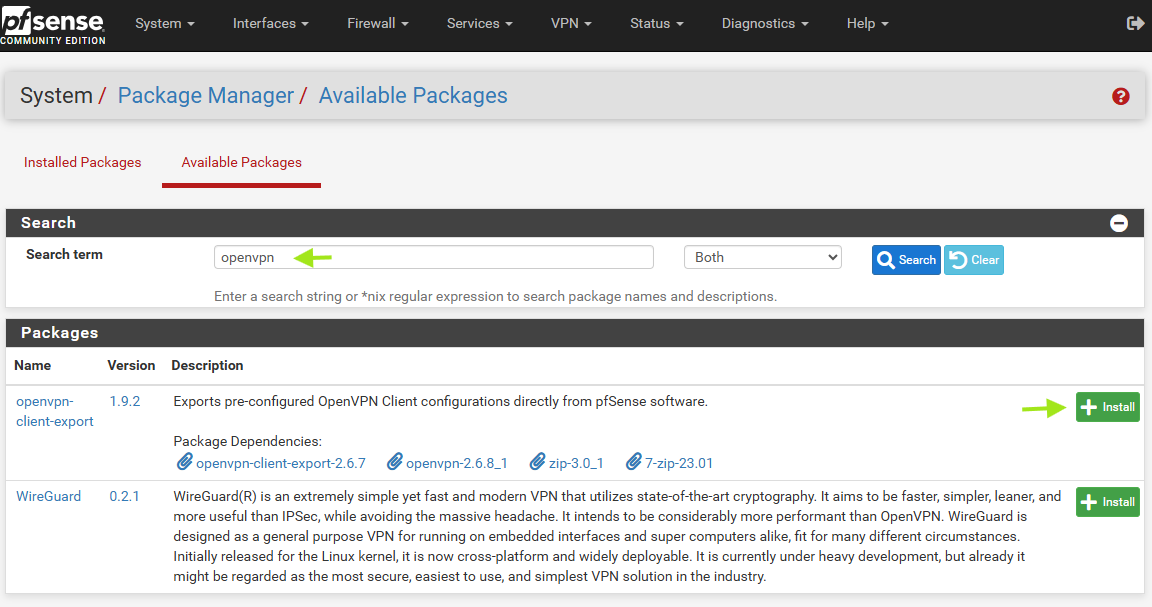 pfsense
COMMUNITY EDITION
System Interfaces Firewall Services VPN Status Diagnostics Help
System / Package Manager / Available Packages
Installed Packages Available Packages
Search
Search term openvpn Both Search Clear
Enter a search string or *nix regular expression to search package names and descriptions.
Packages
Name Version Description
openvpn-
client-export
1.9.2
Exports pre-configured OpenVPN Client configurations directly from pfSense software.
Install
Package Dependencies:
openvpn-client-export-2.6.7 openvpn-2.6.8_1 zip-3.0_1 7-zip-23.01
WireGuard
0.2.1
WireGuard(R) is an extremely simple yet fast and modern VPN that utilizes state-of-the-art cryptography. It aims to be faster, simpler, leaner, and
more useful than IPSec, while avoiding the massive headache. It intends to be considerably more performant than OpenVPN. WireGuard is
designed as a general purpose VPN for running on embedded interfaces and super computers alike, fit for many different circumstances.
Initially released for the Linux kernel, it is now cross-platform and widely deployable. It is currently under heavy development, but already it
might be regarded as the most secure, easiest to use, and simplest VPN solution in the industry.
Install